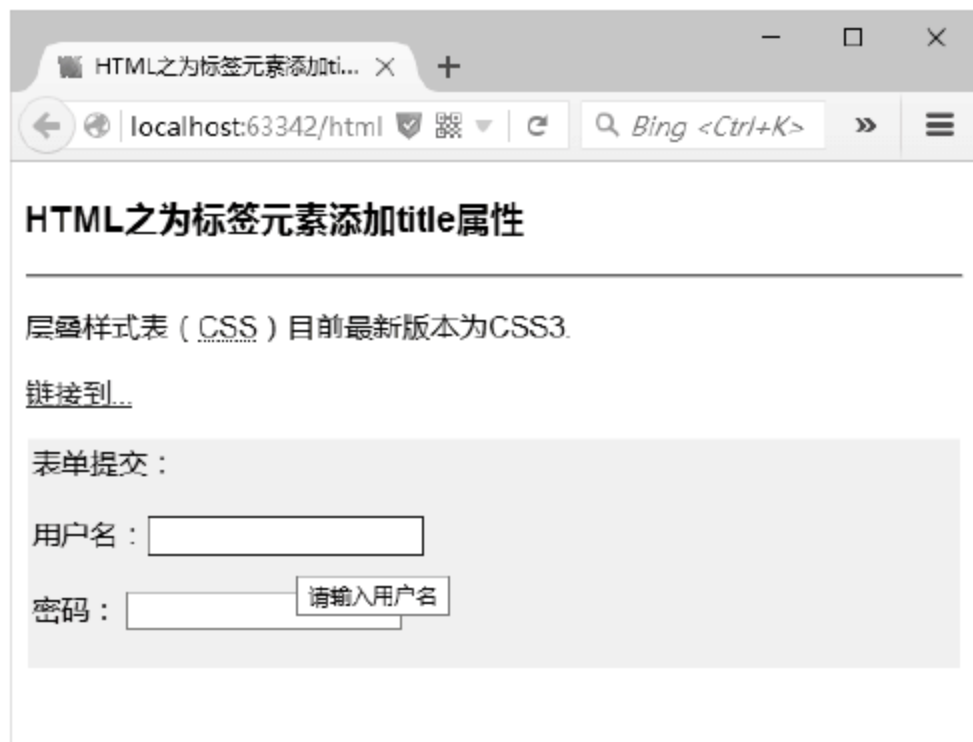 HTML之为标签元素添加ti...
localhost:63342/html
Bing <Ctrl+K>
HTML之为标签元素添加title属性
层叠样式表（CSS）目前最新版本为CSS3.
链接到...
表单提交：
用户名：
请输入用户名
密码：